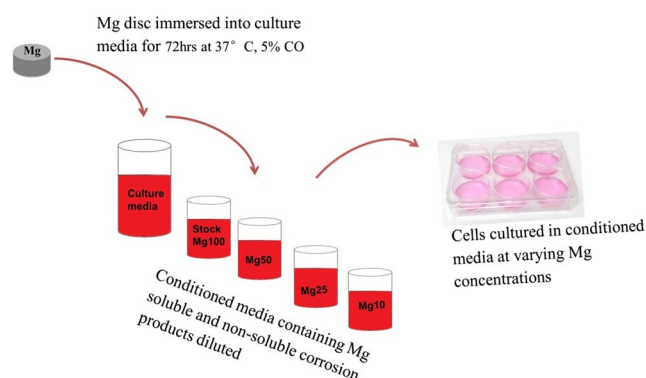 Mg disc immersed into culture
media for 72hrs at 37° C, 5% CO
Mg
Culture
media
Stock
Mg100
Mg50
Mg25
Mg10
Conditioned media containing Mg
soluble and non-soluble corrosion
products diluted
Cells cultured in conditioned
media at varying Mg
concentrations